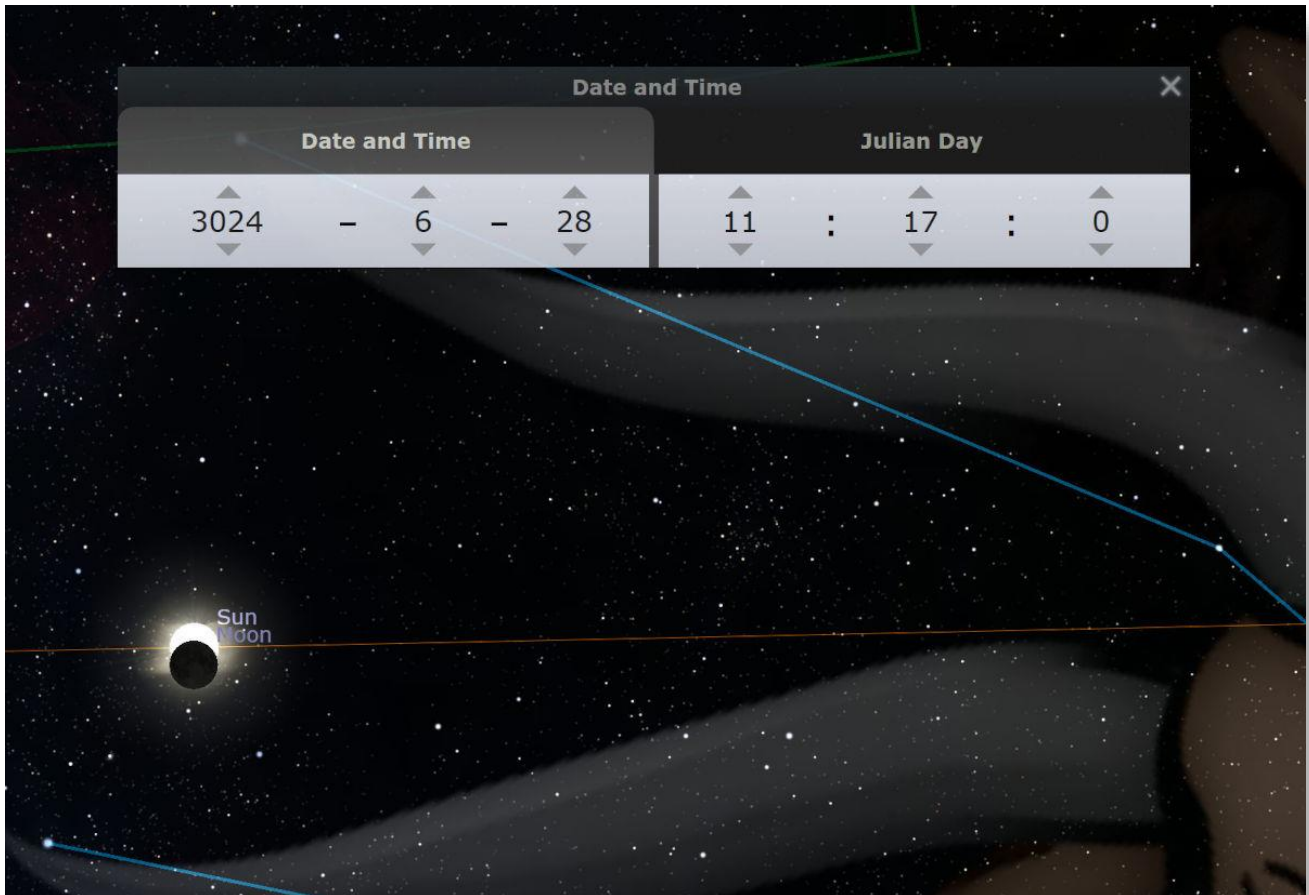 Date and Time
Date and Time Julian Day
3024 - 6 - 28 11 : 17 : 0
Sun
Moon